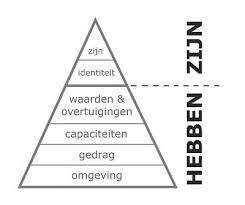 zijn
identiteit
waarden &
overtuigingen
capaciteiten
gedrag
omgeving
ZIJN
HEBBEN